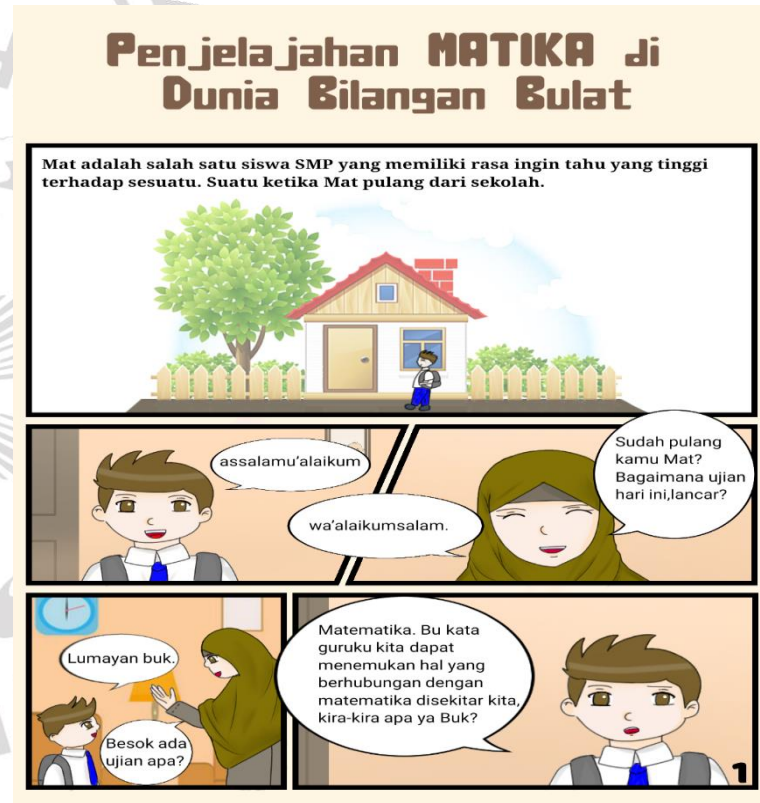 Penjelajahan MATIKA di
Dunia Bilangan Bulat
Mat adalah salah satu siswa SMP yang memiliki rasa ingin tahu yang tinggi
terhadap sesuatu. Suatu ketika Mat pulang dari sekolah.
assalamu'alaikum
wa'alaikumsalam.
Sudah pulang
kamu Mat?
Bagaimana ujian
hari ini,lancar?
Lumayan buk.
Besok ada
ujian apa?
Matematika. Bu kata
guruku kita dapat
menemukan hal yang
berhubungan dengan
matematika disekitar kita,
kira-kira apa ya Buk?
1